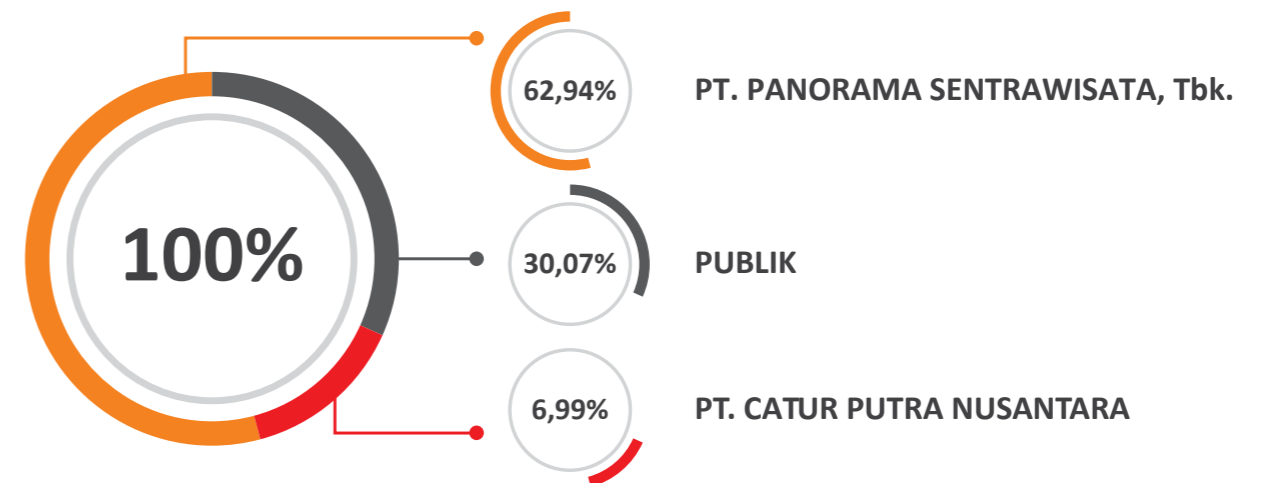 100%
62,94%
PT. PANORAMA SENTRAWISATA, Tbk.
30,07%
PUBLIK
6,99%
PT. CATUR PUTRA NUSANTARA